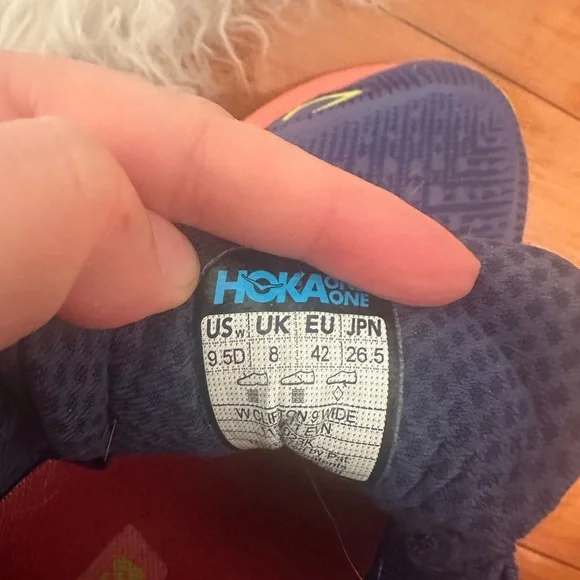 HOKA ONE
ONE
US W UK EU JPN
9.5D 8 42 26.5
W CLIFTON 9 WIDE